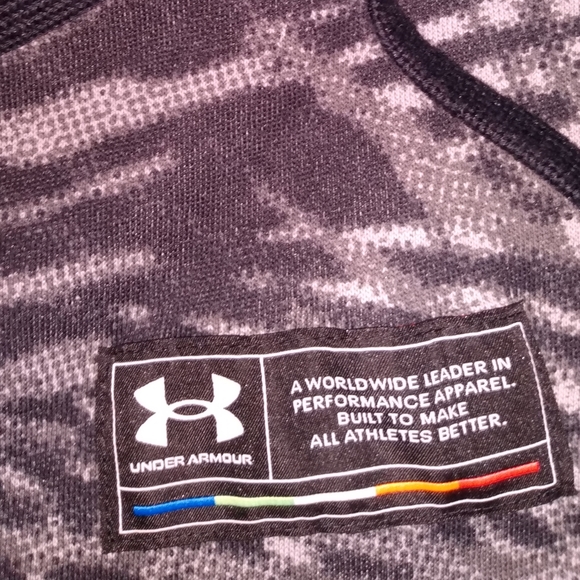 UNDER ARMOUR
A WORLDWIDE LEADER IN
PERFORMANCE APPAREL.
BUILT TO MAKE
ALL ATHLETES BETTER.